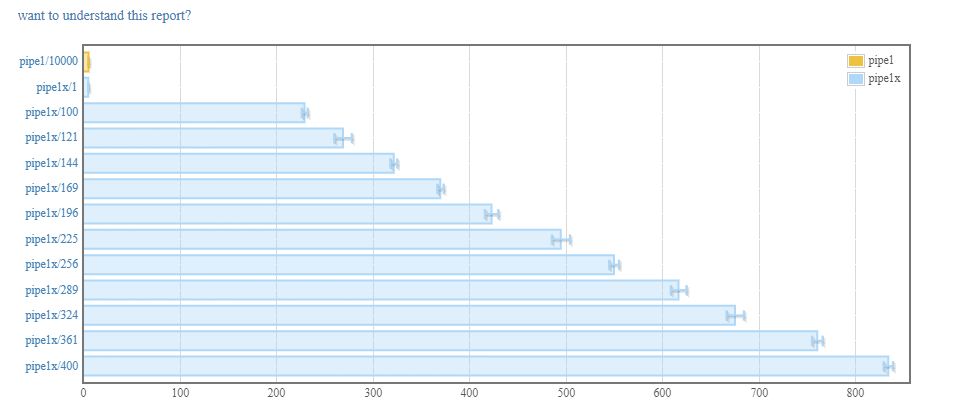 want to understand this report?
pipe1/10000
pipe1x/1
pipe1x/100
pipe1x/121
pipe1x/144
pipe1x/169
pipe1x/196
pipe1x/225
pipe1x/256
pipe1x/289
pipe1x/324
pipe1x/361
pipe1x/400
pipe1
pipe1x
0 100 200 300 400 500 600 700 800